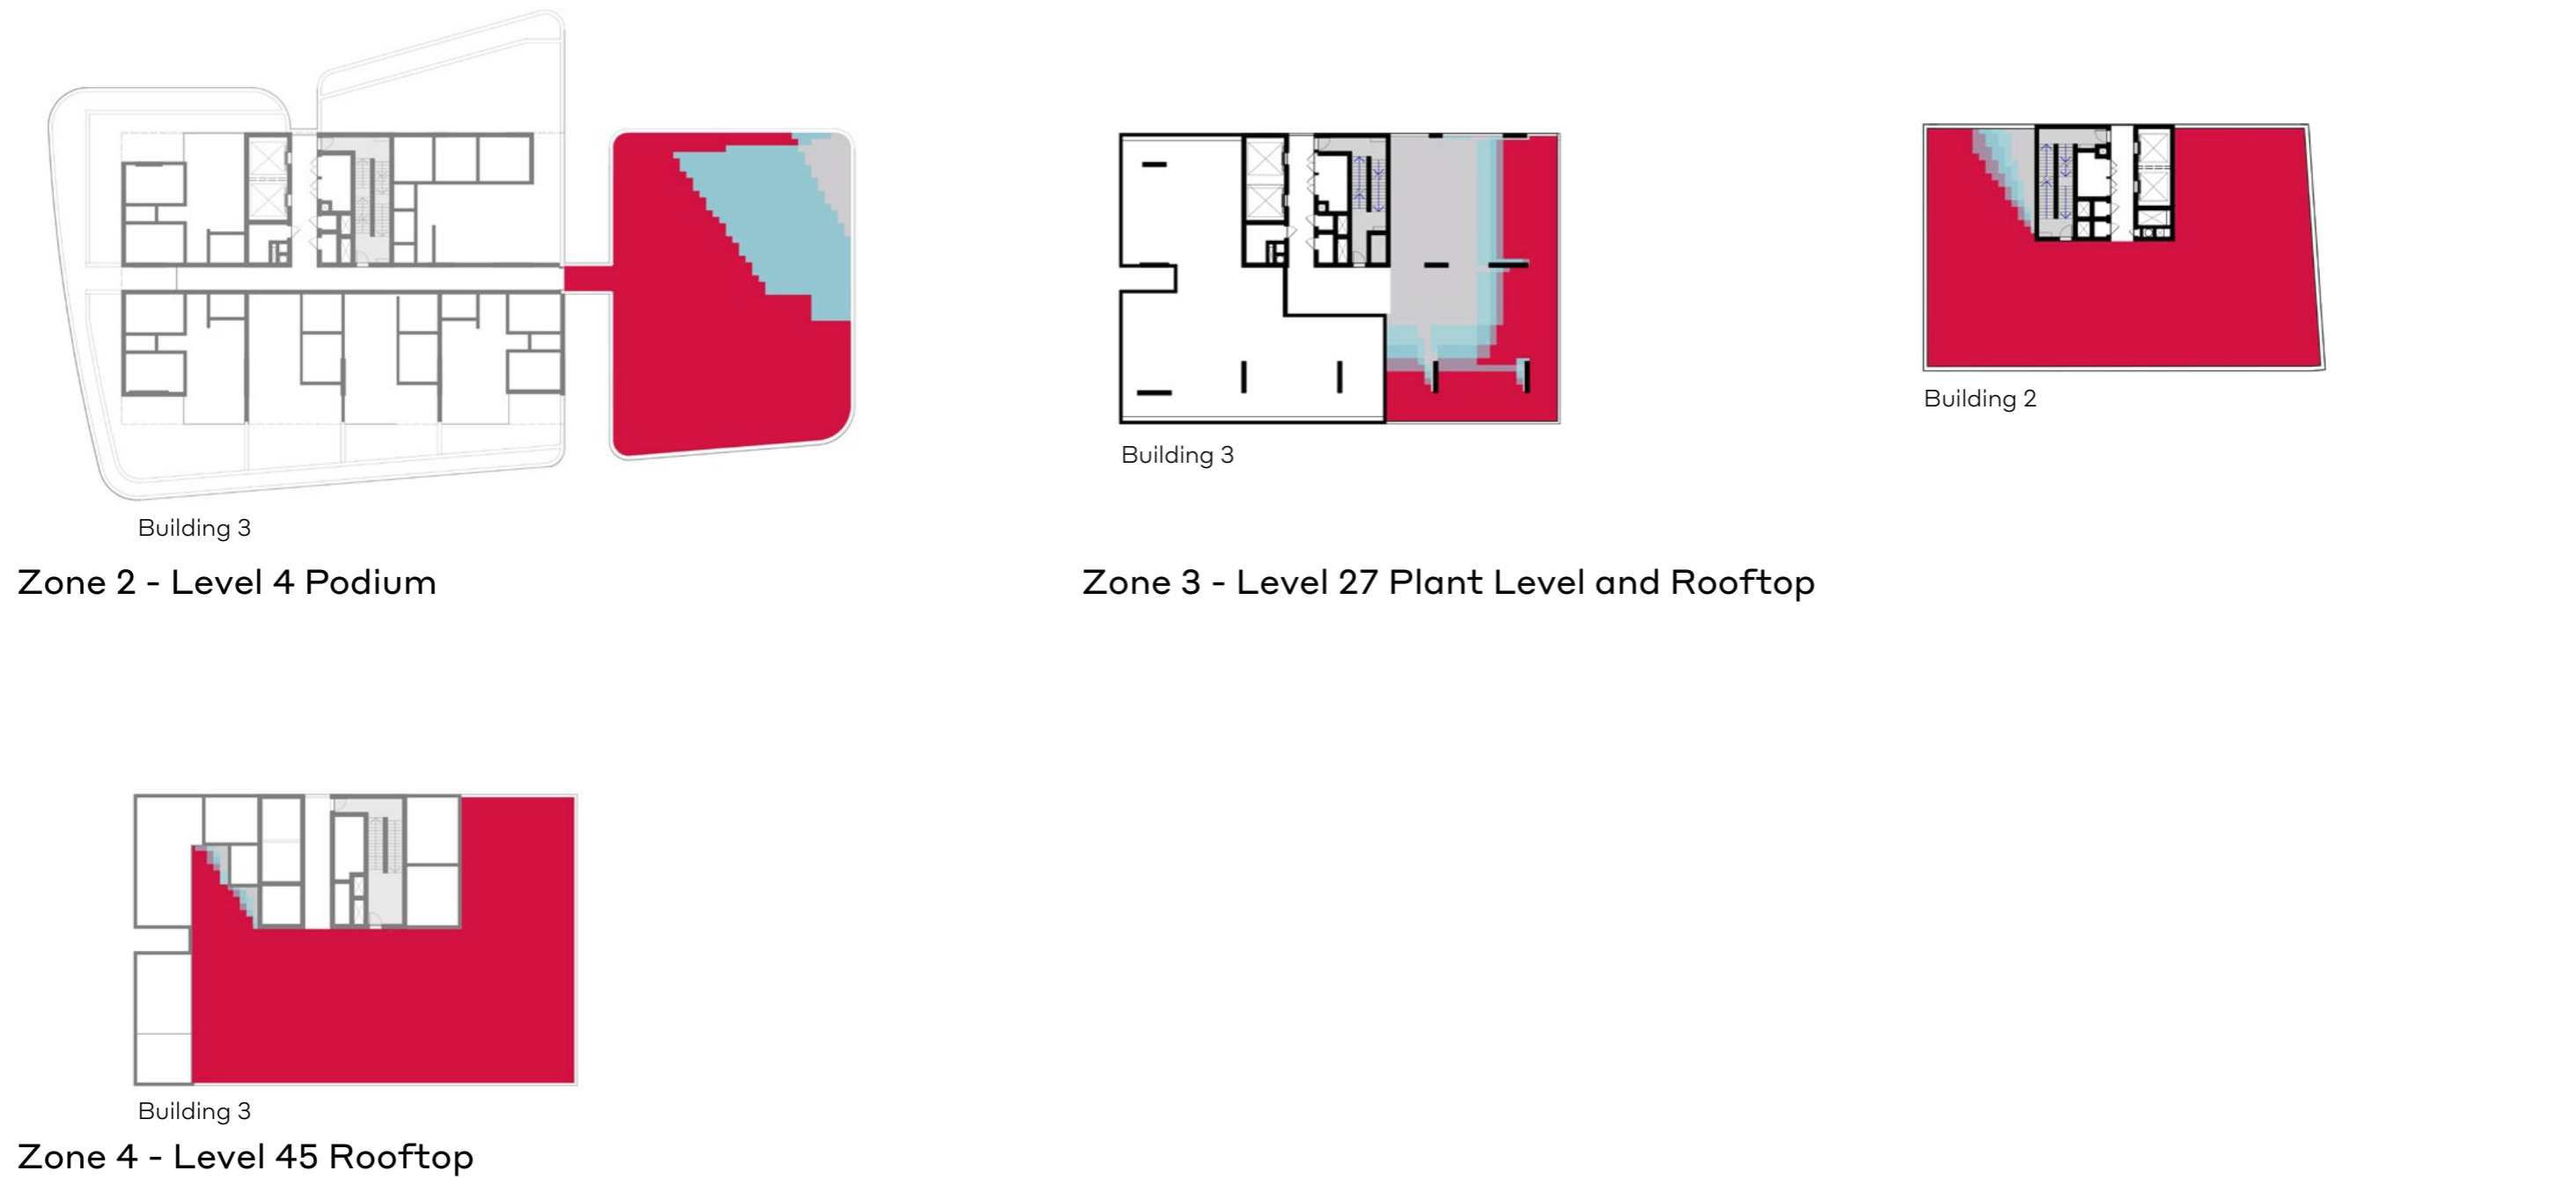 Building 3
Zone 2 - Level 4 Podium
Building 3
Building 2
Zone 3 - Level 27 Plant Level and Rooftop
Building 3
Zone 4 - Level 45 Rooftop